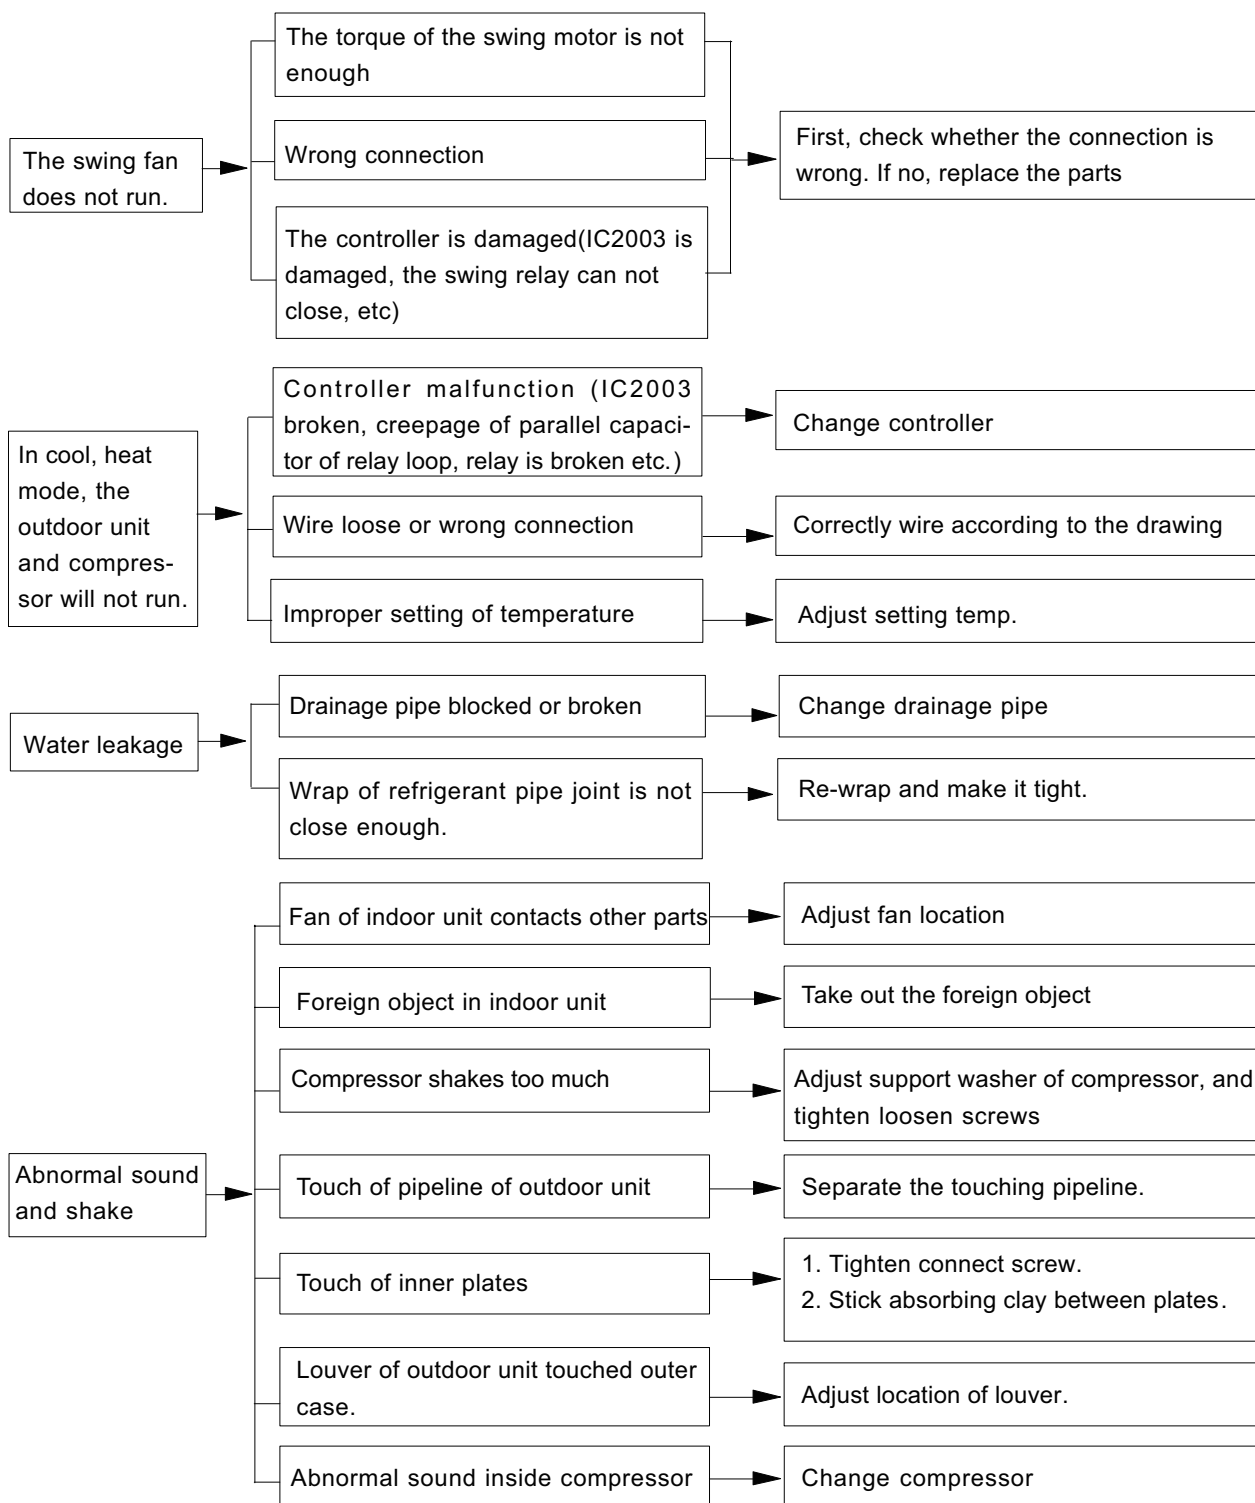 The swing fan
does not run.
The torque of the swing motor is not
enough
Wrong connection
The controller is damaged(IC2003 is
damaged, the swing relay can not
close, etc)
First, check whether the connection is
wrong. If no, replace the parts
In cool, heat
mode, the
outdoor unit
and compres-
sor will not run.
Controller malfunction (IC2003
broken, creepage of parallel capaci-
tor of relay loop, relay is broken etc.)
Change controller
Wire loose or wrong connection
Correctly wire according to the drawing
Improper setting of temperature
Adjust setting temp.
Water leakage
Drainage pipe blocked or broken
Change drainage pipe
Wrap of refrigerant pipe joint is not
close enough.
Re-wrap and make it tight.
Abnormal sound
and shake
Fan of indoor unit contacts other parts
Adjust fan location
Foreign object in indoor unit
Take out the foreign object
Compressor shakes too much
Adjust support washer of compressor, and
tighten loosen screws
Touch of pipeline of outdoor unit
Separate the touching pipeline.
Touch of inner plates
1. Tighten connect screw.
2. Stick absorbing clay between plates.
Louver of outdoor unit touched outer
case.
Adjust location of louver.
Abnormal sound inside compressor
Change compressor